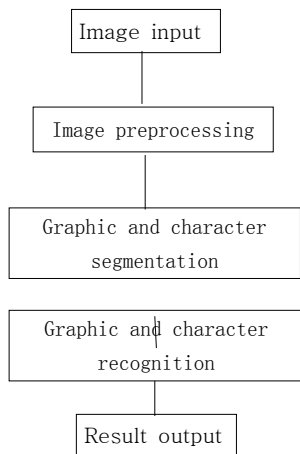 Image input
Image preprocessing
Graphic and character
segmentation
Graphic and character
recognition
Result output